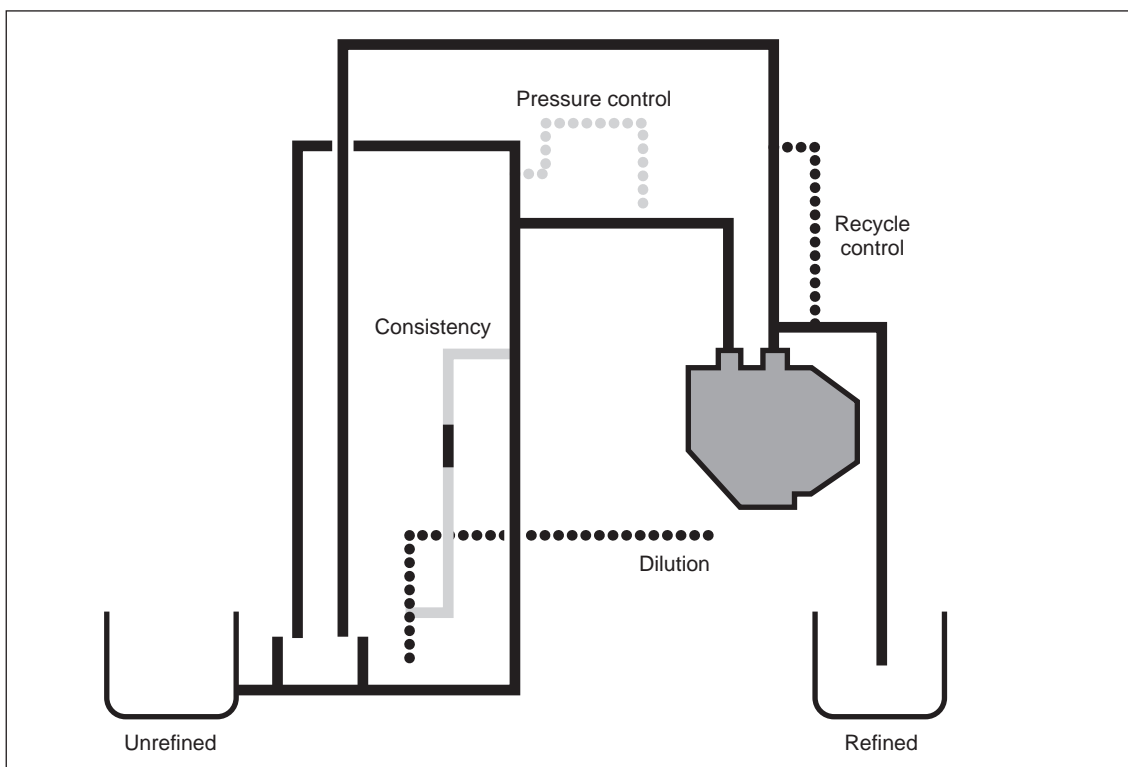 Pressure control
Recycle
control
Consistency
Dilution
Unrefined
Refined